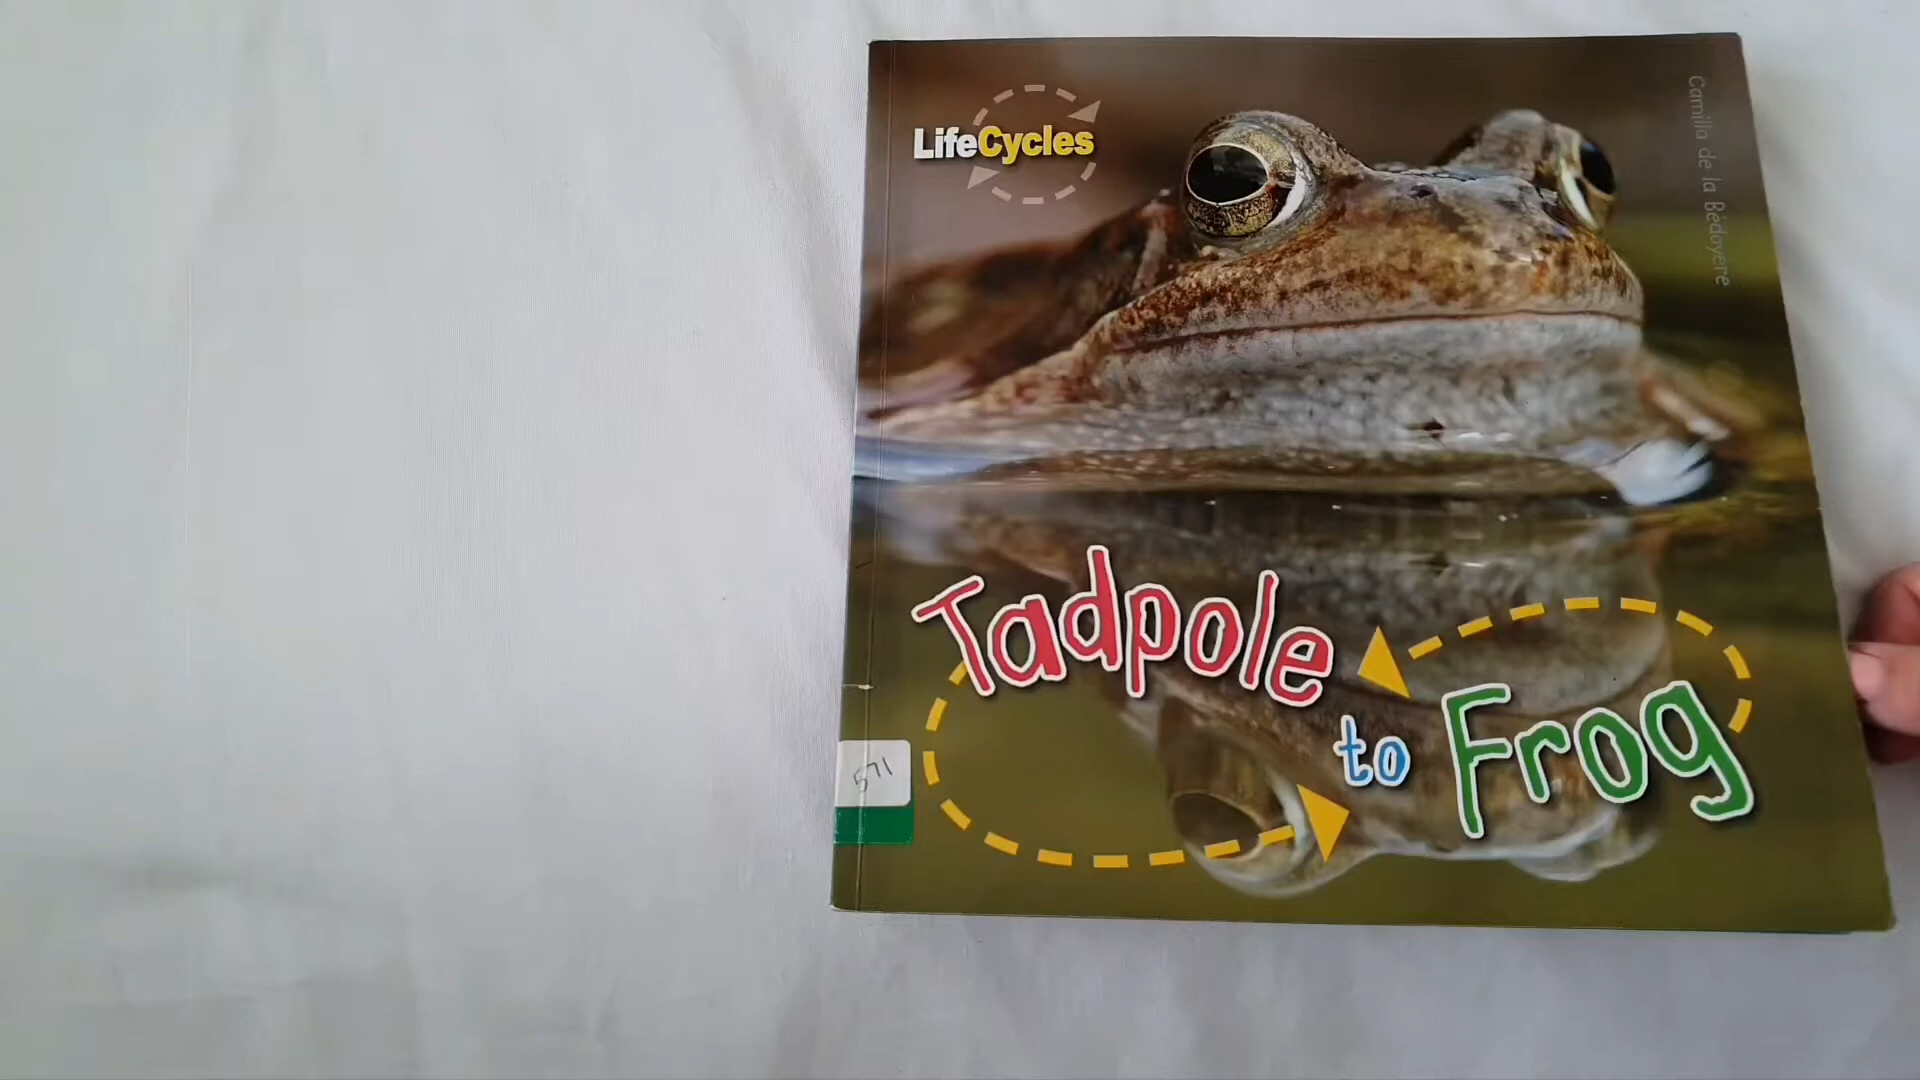 LifeCycles
Camilla de la Bédoyère
Tadpole
to Frog
571